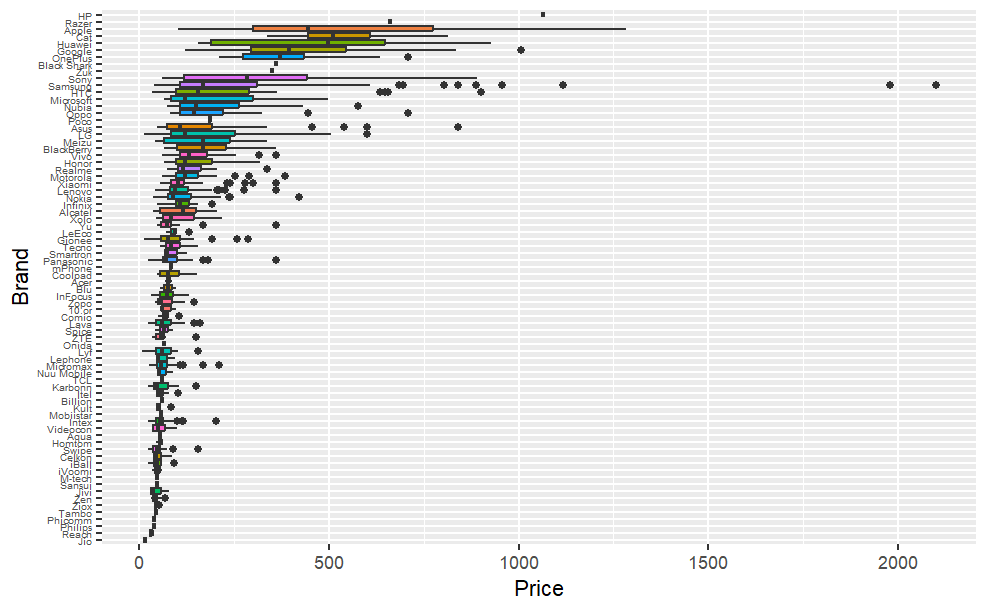 HP
Razer
Apple
Cat
Huawei
Google
OnePlus
Black Shark
Zuk
Sony
Samsung
HTC
Microsoft
Nubia
Oppo
Poco
Asus
LG
Meizu
BlackBerry
Vivo
Honor
Realme
Motorola
Xiaomi
Lenovo
Nokia
Infinix
Alcatel
Xolo
Yu
LeEco
Gionee
Tecno
Smartron
Panasonic
mPhone
Coolpad
Acer
Blu
InFocus
Zopo
10.or
Comio
Lava
Spice
ZTE
Onida
Lyf
Lephone
Micromax
Nuu Mobile
TCL
Karbonn
Itel
Billion
Kult
Mobiistar
Intex
Videocon
Aqua
Homtom
Swipe
Celkon
iBall
iVoomi
M-tech
Sansui
Jivi
Zen
Ziox
Tambo
Phicomm
Philips
Reach
Jio
Brand
0 500 1000 1500 2000
Price